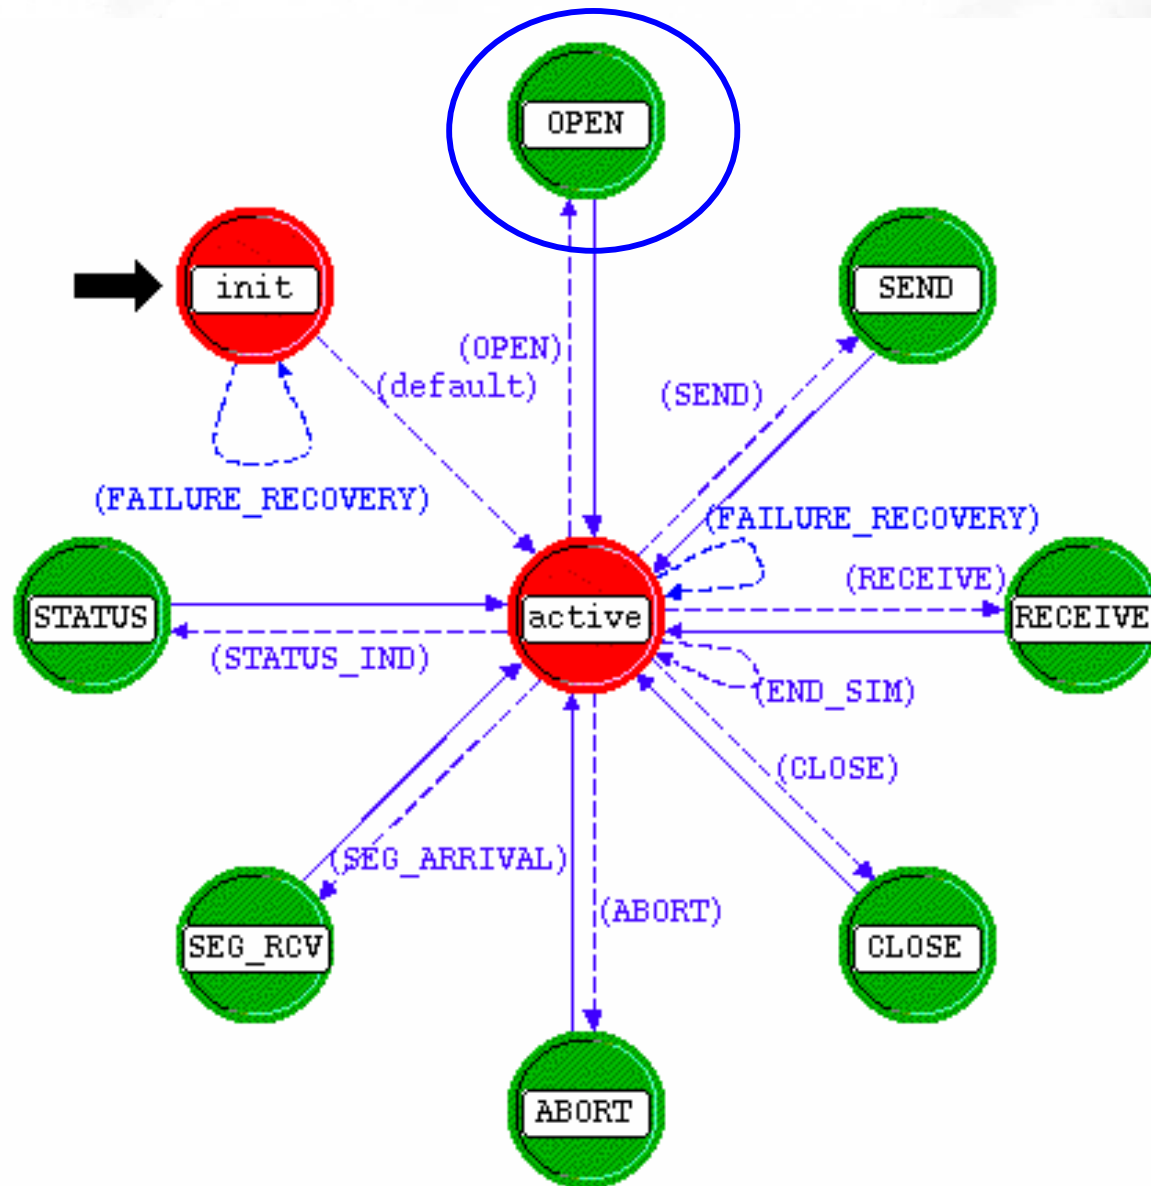 OPEN
init
SEND
(OPEN)
(default)
(SEND)
(FAILURE_RECOVERY)
(FAILURE_RECOVERY)
(RECEIVE)
STATUS
active
RECEIVE
(STATUS_IND)
(END_SIM)
(CLOSE)
(SEG_ARRIVAL)
(ABORT)
SEG_RCV
CLOSE
ABORT